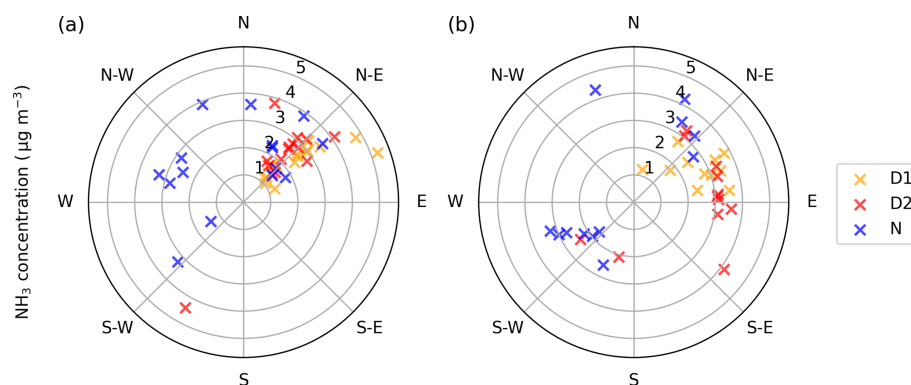 (a)
N
N-E
E
S-E
S
S-W
W
N-W
1
2
3
4
5
NH₃ concentration (µg m⁻³)
(b)
N
N-E
E
S-E
S
S-W
W
N-W
1
2
3
4
5
D1
D2
N